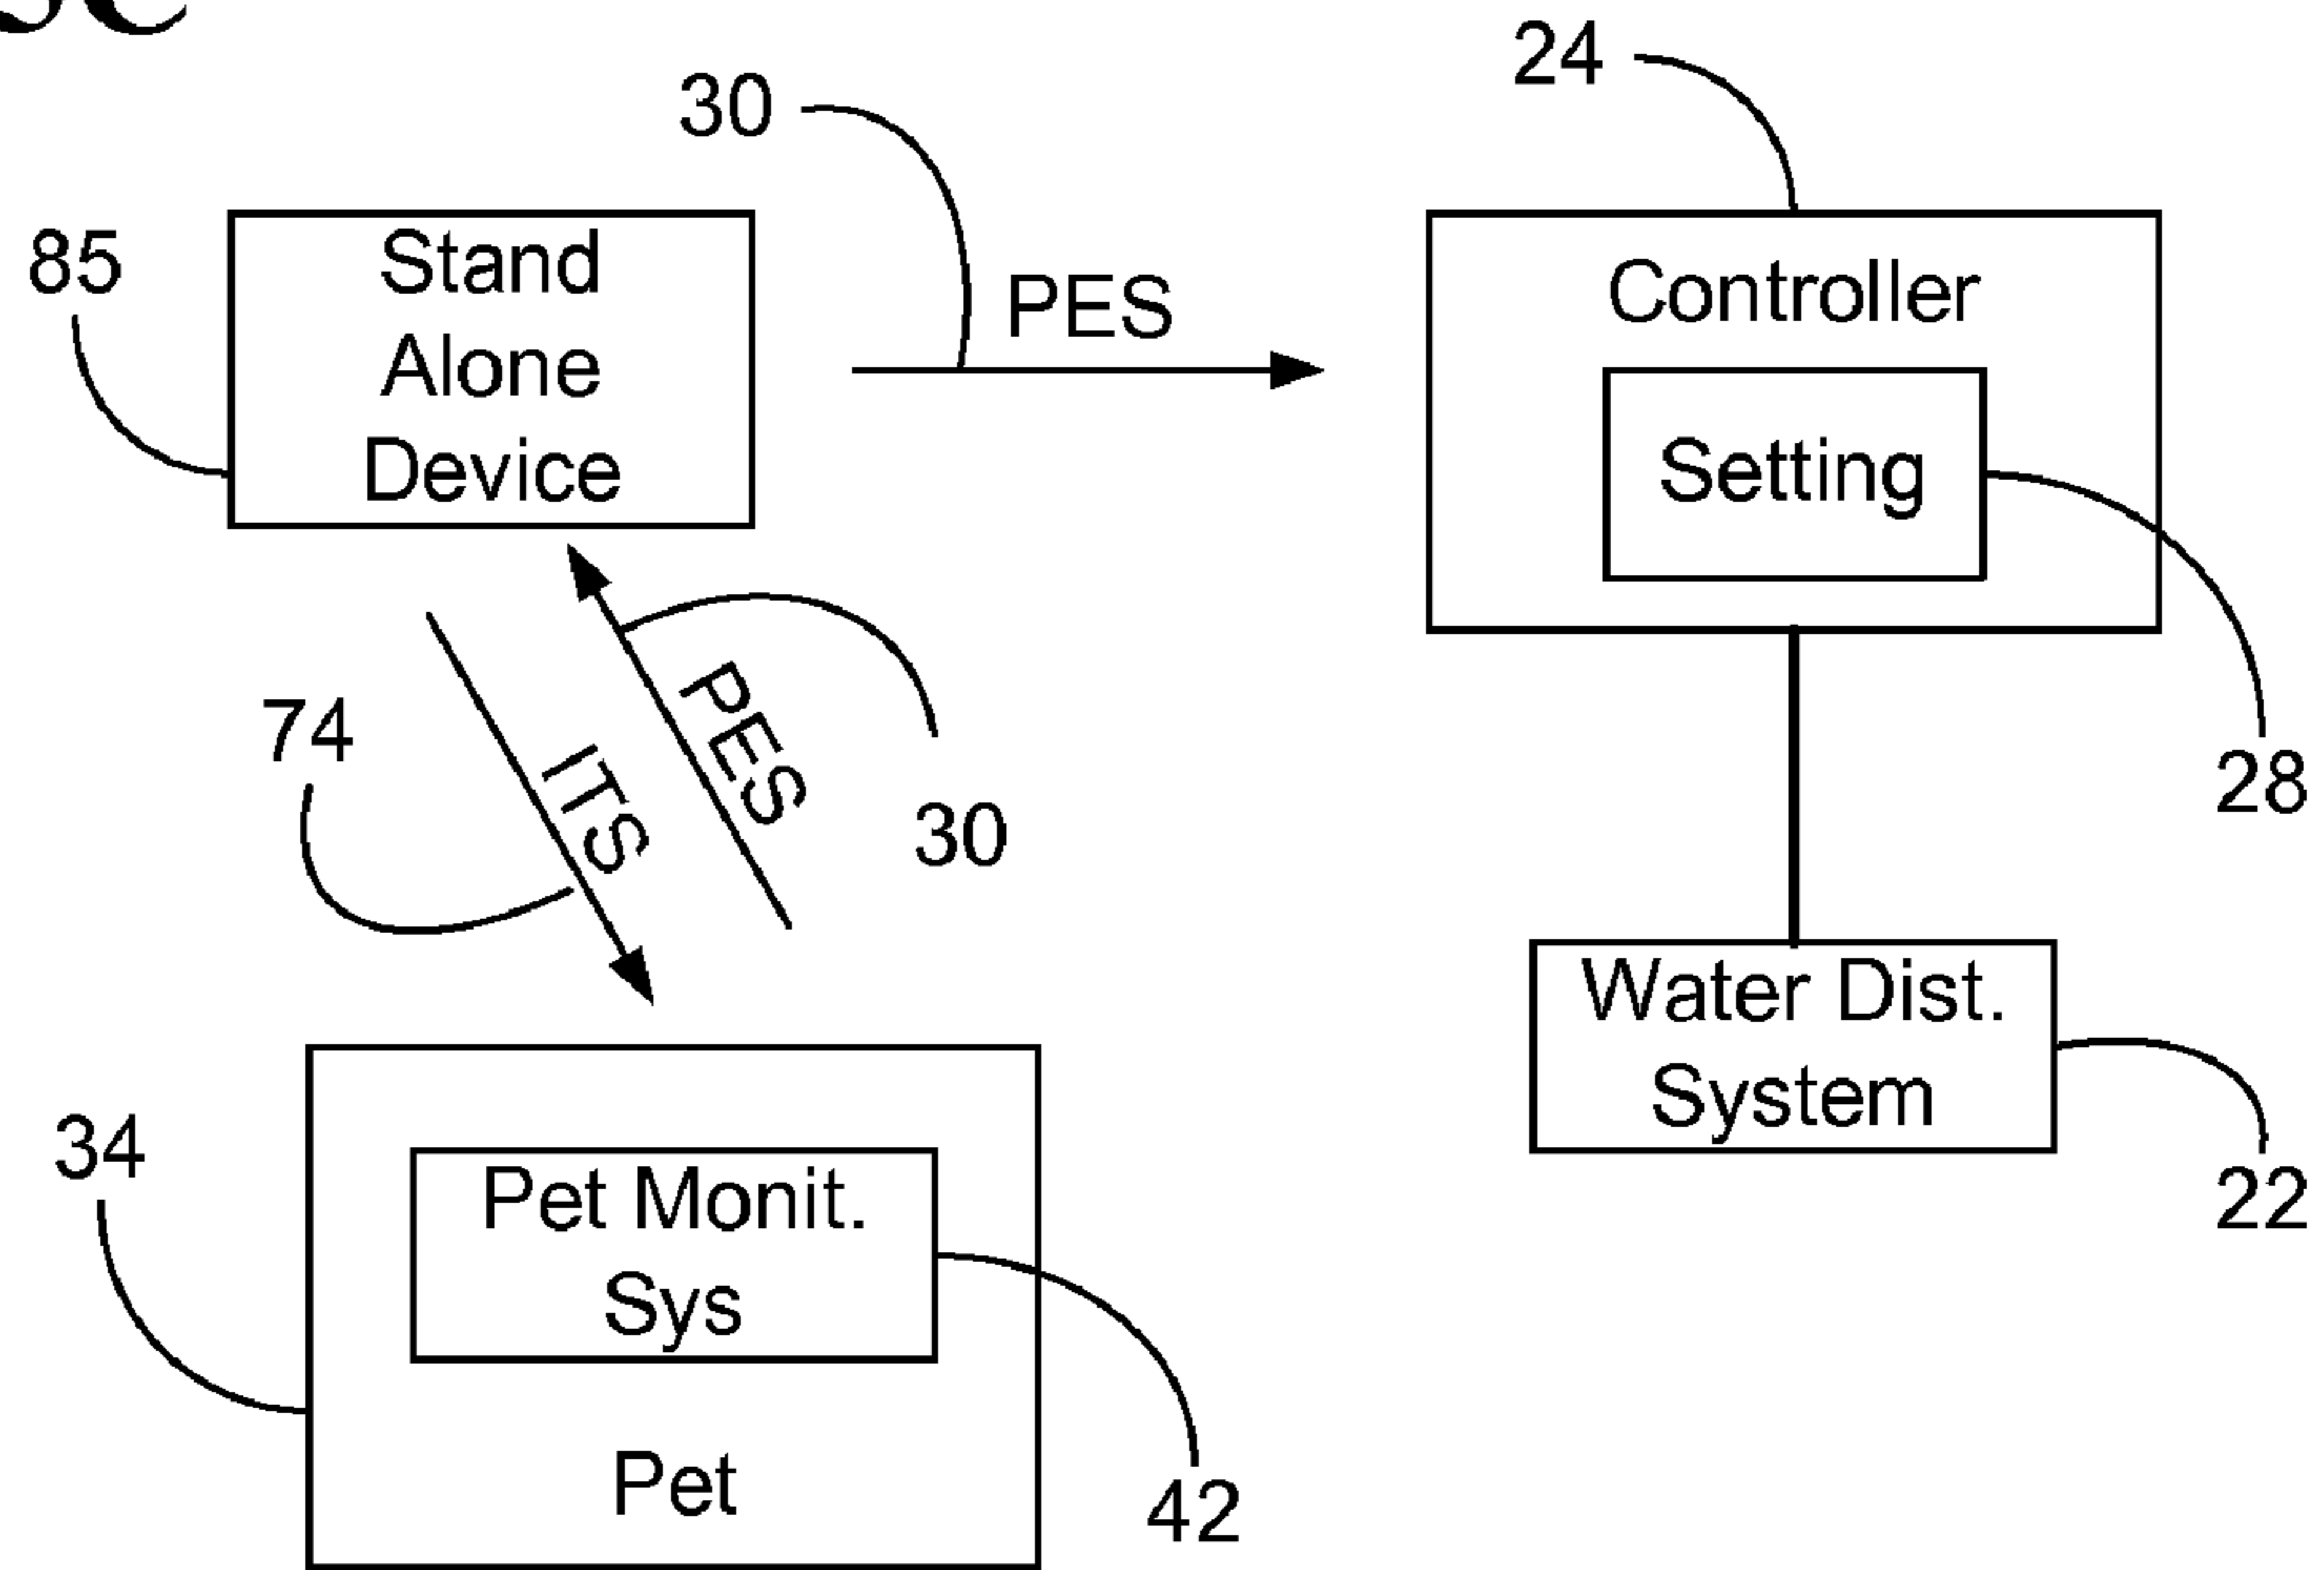 24
30
85
Stand
Alone
Device
PES
Controller
Setting
28
PES
30
ITS
74
Water Dist.
System
22
34
Pet Monit.
Sys
Pet
42